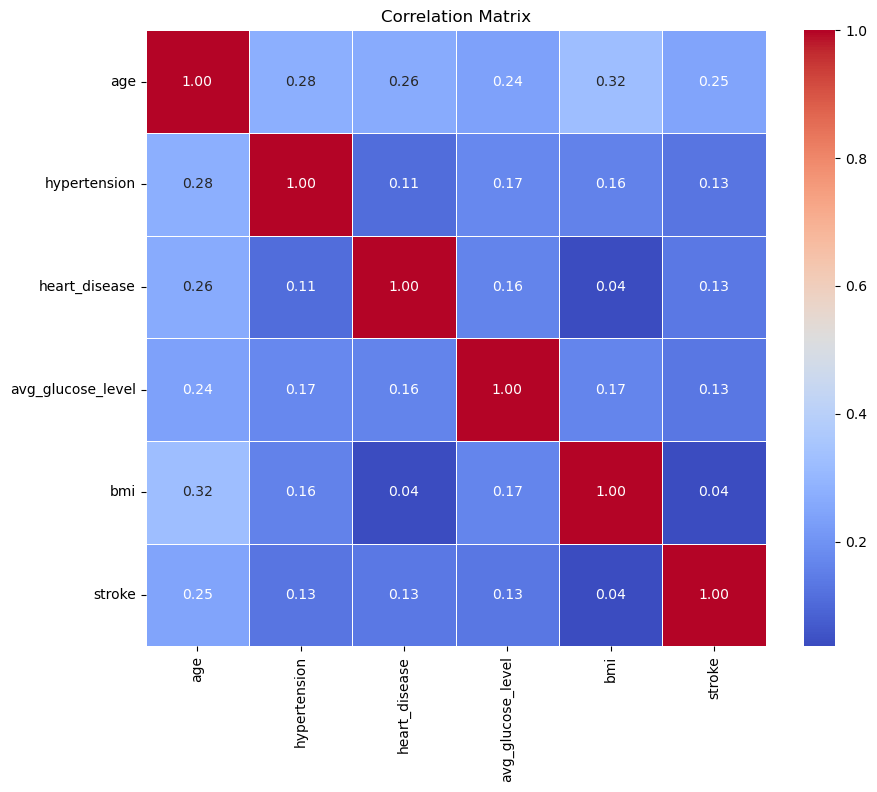 Correlation Matrix
age 1.00 0.28 0.26 0.24 0.32 0.25
hypertension 0.28 1.00 0.11 0.17 0.16 0.13
heart_disease 0.26 0.11 1.00 0.16 0.04 0.13
avg_glucose_level 0.24 0.17 0.16 1.00 0.17 0.13
bmi 0.32 0.16 0.04 0.17 1.00 0.04
stroke 0.25 0.13 0.13 0.13 0.04 1.00
age
hypertension
heart_disease
avg_glucose_level
bmi
stroke
1.0
0.8
0.6
0.4
0.2